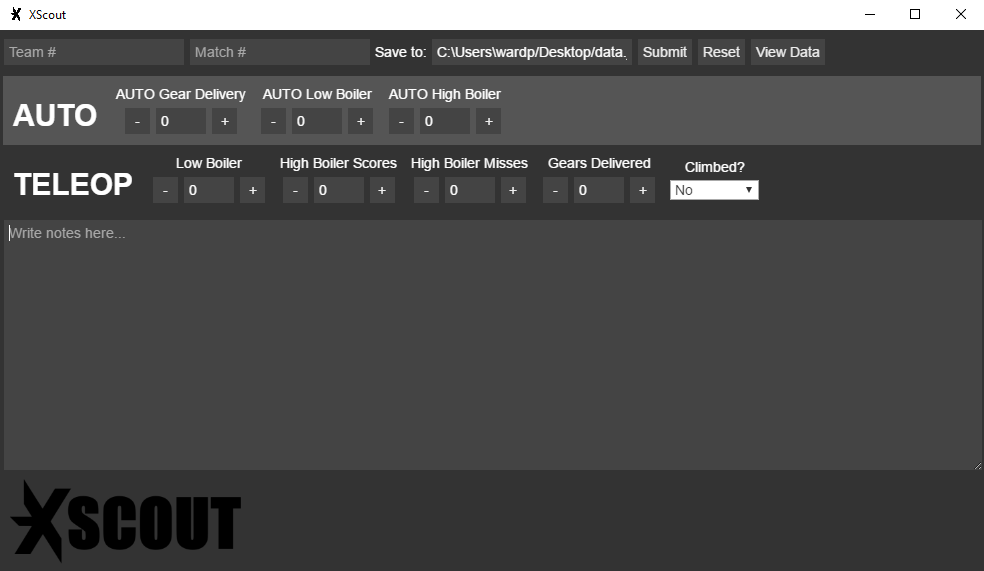 XScout
Team # Match # Save to: C:\Users\wardp/Desktop/data. Submit Reset View Data
AUTO AUTO Gear Delivery AUTO Low Boiler AUTO High Boiler
- 0 + - 0 + - 0 +
TELEOP Low Boiler High Boiler Scores High Boiler Misses Gears Delivered Climbed?
- 0 + - 0 + - 0 + - 0 + No
Write notes here...
XSCOUT